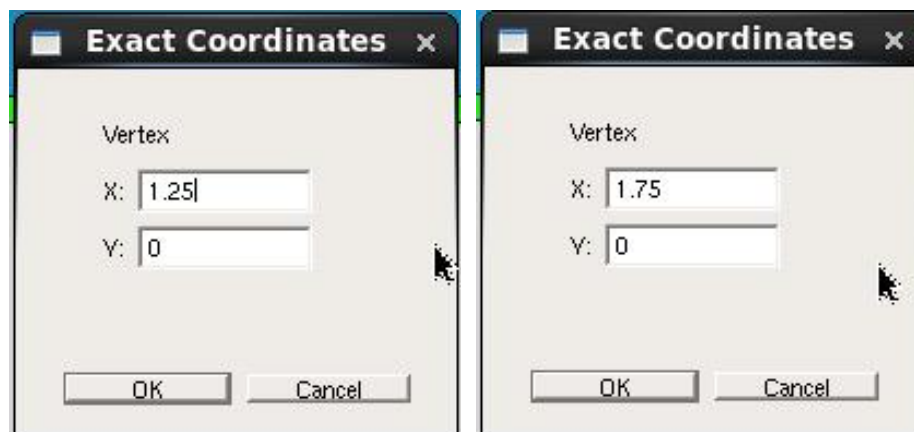 Exact Coordinates
Vertex
X: 1.25
Y: 0
OK Cancel
Exact Coordinates
Vertex
X: 1.75
Y: 0
OK Cancel